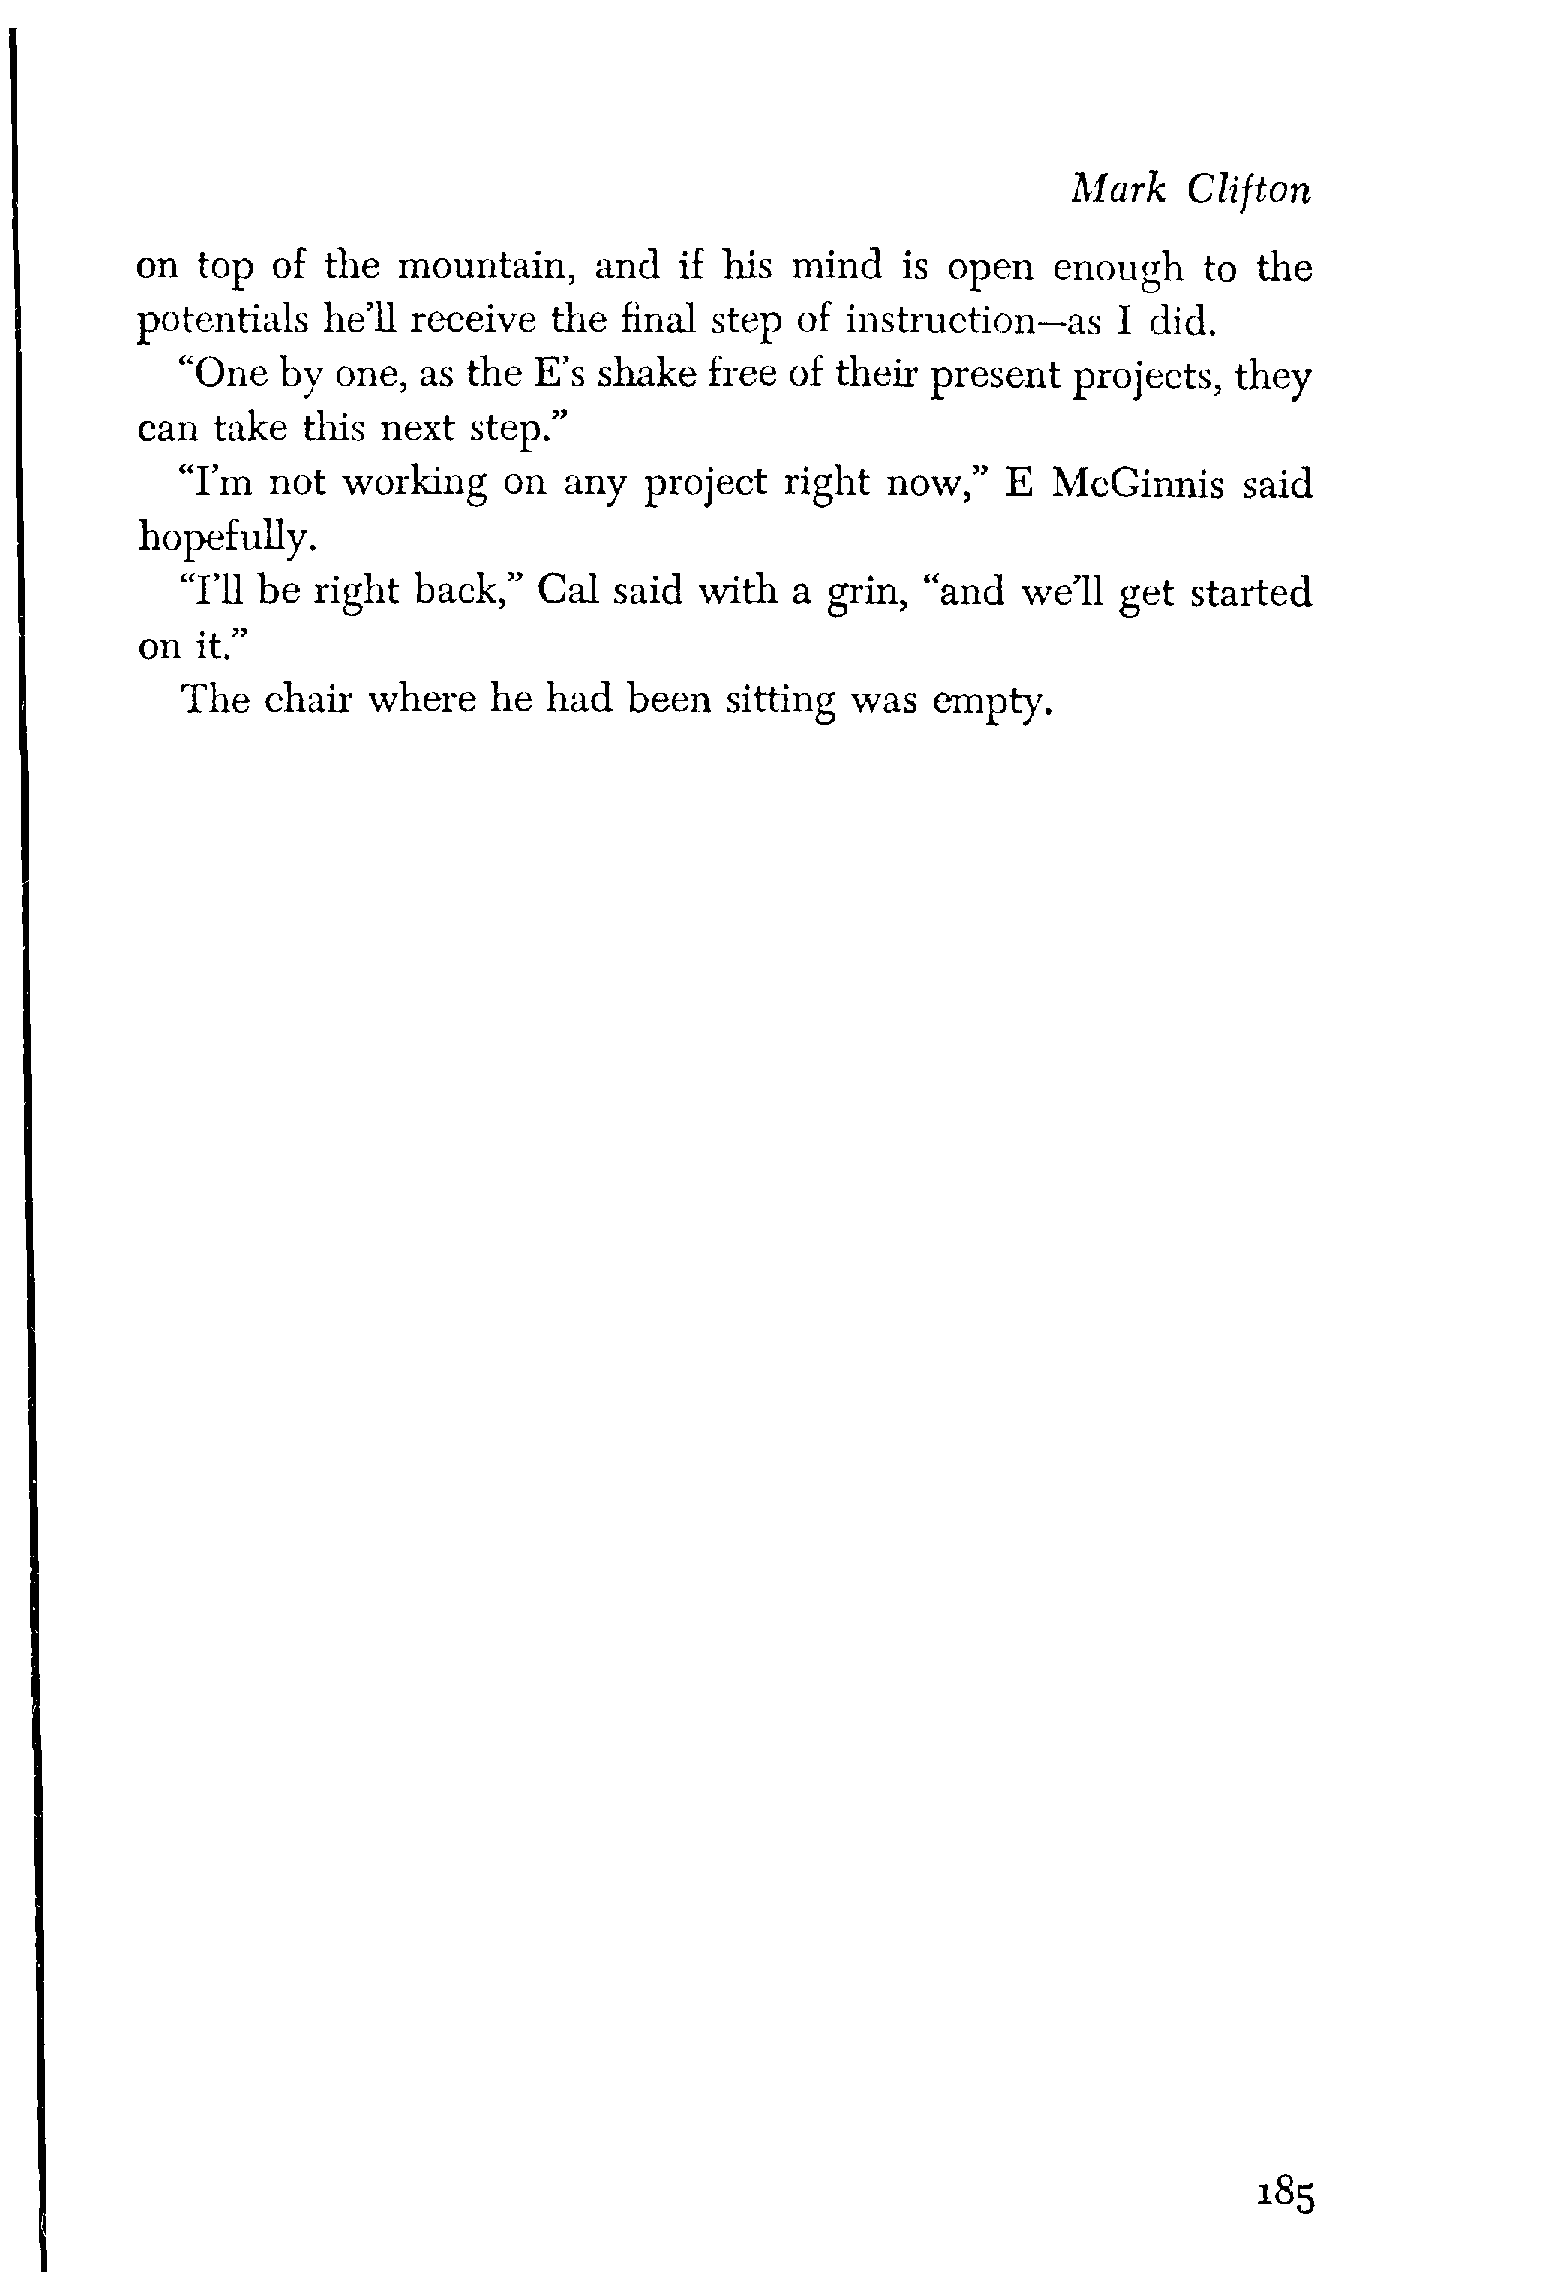 Mark Clifton
on top of the mountain, and if his mind is open enough to the
potentials he'll receive the final step of instruction—as I did.
“One by one, as the E's shake free of their present projects, they
can take this next step.”
“I'm not working on any project right now,” E McGinnis said
hopefully.
“I'll be right back,” Cal said with a grin, “and we'll get started
on it.”
The chair where he had been sitting was empty.
185